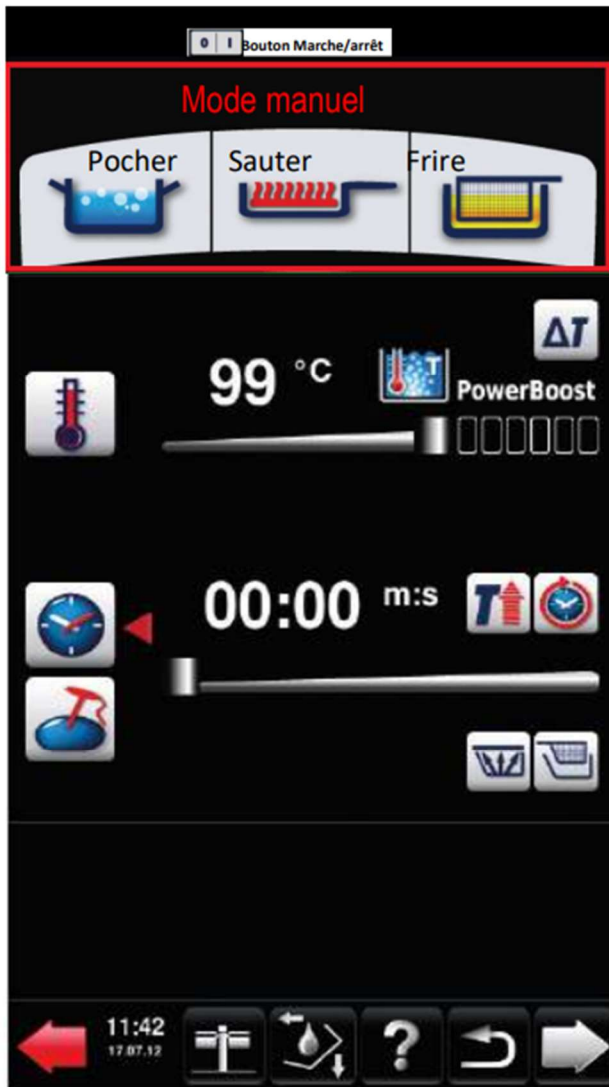 0 I Bouton Marche/arrêt
Mode manuel
Pocher Sauter Frire
ΔT
99 °C T
PowerBoost
00:00 m:s T
11:42
17.07.12
?